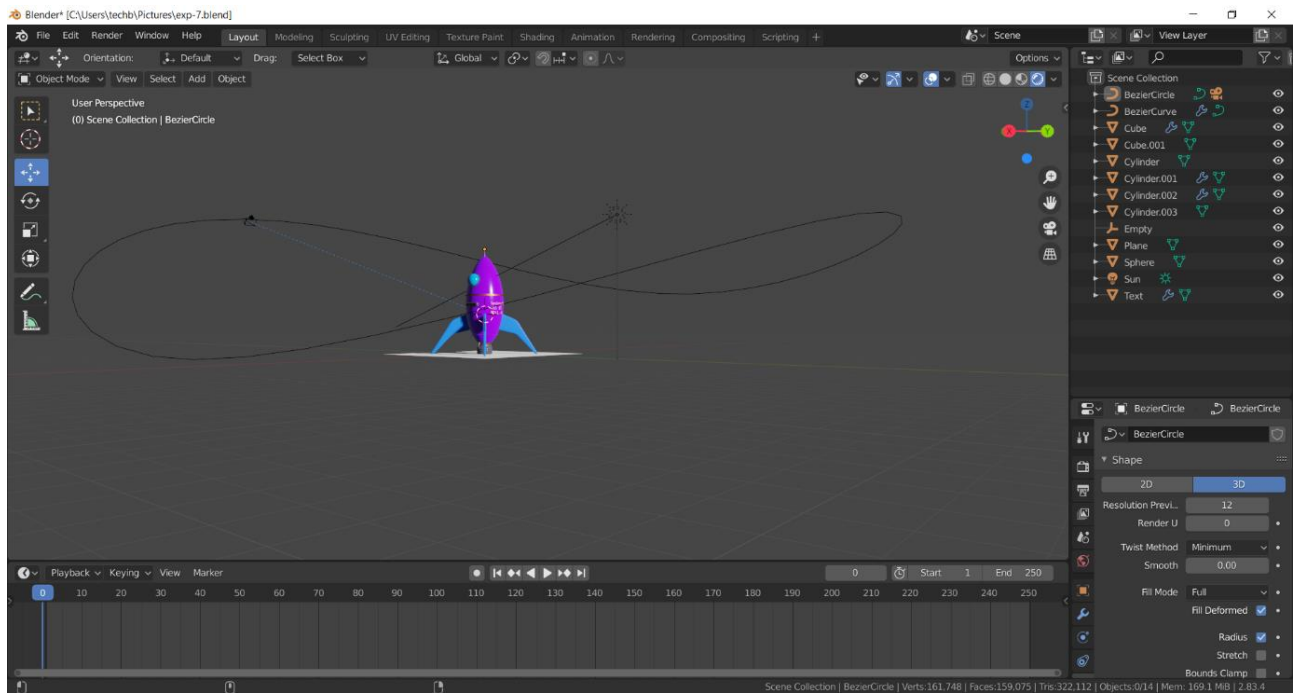 Blender* [C:\Users\techb\Pictures\exp-7.blend]
File Edit Render Window Help Layout Modeling Sculpting UV Editing Texture Paint Shading Animation Rendering Compositing Scripting + Scene View Layer
Orientation: Default Drag: Select Box Global Options
Object Mode View Select Add Object
User Perspective
(0) Scene Collection | BezierCircle
Z
X Y
Scene Collection
BezierCircle
BezierCurve
Cube
Cube.001
Cylinder
Cylinder.001
Cylinder.002
Cylinder.003
Empty
Plane
Sphere
Sun
Text
BezierCircle BezierCircle
BezierCircle
Shape
2D 3D
Resolution Previ... 12
Render U 0
Twist Method Minimum
Smooth 0.00
Fill Mode Full
Fill Deformed
Radius
Stretch
Bounds Clamp
Playback Keying View Marker 0 Start 1 End 250
0 10 20 30 40 50 60 70 80 90 100 110 120 130 140 150 160 170 180 190 200 210 220 230 240 250
Scene Collection | BezierCircle | Verts:161,748 | Faces:159,075 | Tris:322,112 | Objects:0/14 | Mem: 169.1 MiB | 2.83.4